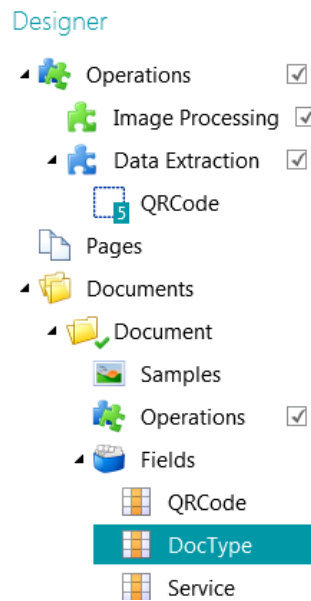 Designer
Operations
Image Processing
Data Extraction
5 QRCode
Pages
Documents
Document
Samples
Operations
Fields
QRCode
DocType
Service